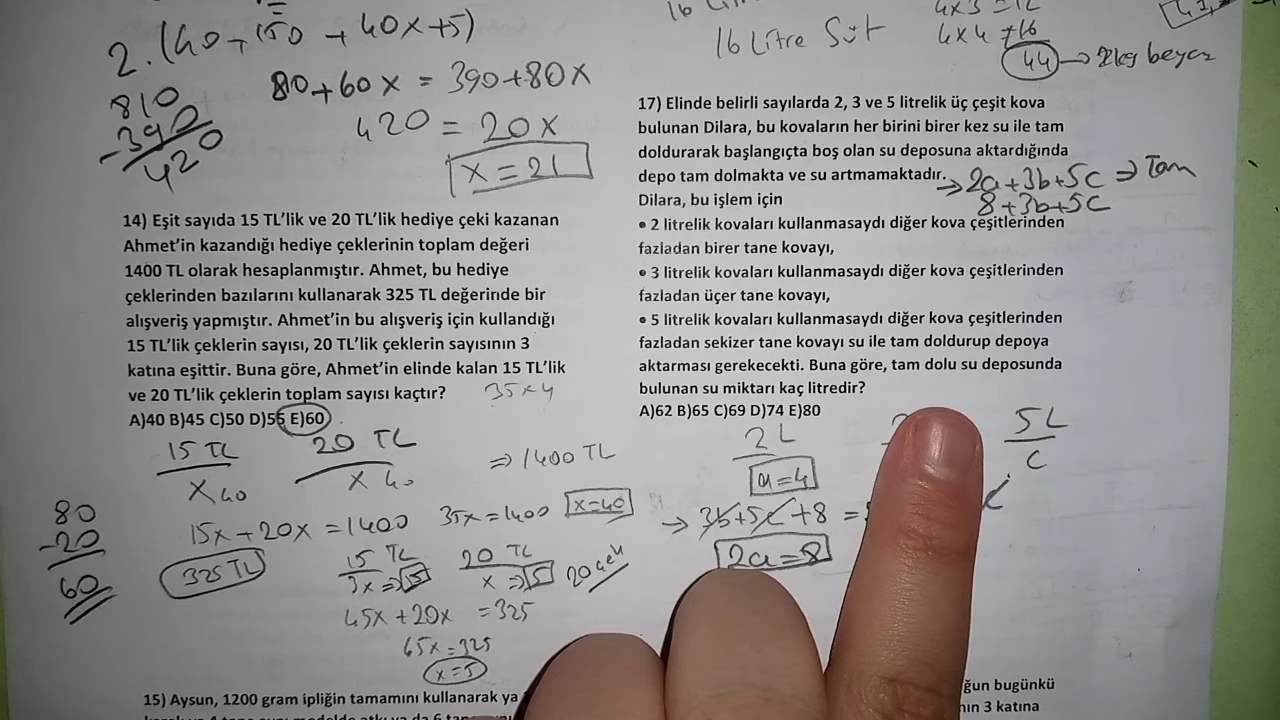 2.(40+150+40x+5)
810
-390
420
80+60x = 390+80x
420 = 20x
x=21
14) Eşit sayıda 15 TL'lik ve 20 TL'lik hediye çeki kazanan
Ahmet'in kazandığı hediye çeklerinin toplam değeri
1400 TL olarak hesaplanmıştır. Ahmet, bu hediye
çeklerinden bazılarını kullanarak 325 TL değerinde bir
alışveriş yapmıştır. Ahmet'in bu alışveriş için kullandığı
15 TL'lik çeklerin sayısı, 20 TL'lik çeklerin sayısının 3
katına eşittir. Buna göre, Ahmet'in elinde kalan 15 TL'lik
ve 20 TL'lik çeklerin toplam sayısı kaçtır?
35x4
A)40 B)45 C)50 D)55 E)60
15 TL
x 40
20 TL
x 40
⇒ 1400 TL
15x+20x=1400
35x=1400
x=40
80
-20
60
325 TL
15 TL
3x⇒15
20 TL
x ⇒5
20 çek
45x+20x =325
65x=325
x=5
15) Aysun, 1200 gram ipliğin tamamını kullanarak ya
16 Litre Süt
4x3=12
4x4=16
44 → kg beyaz
17) Elinde belirli sayılarda 2, 3 ve 5 litrelik üç çeşit kova
bulunan Dilara, bu kovaların her birini birer kez su ile tam
doldurarak başlangıçta boş olan su deposuna aktardığında
depo tam dolmakta ve su artmamaktadır.
→ 2a+3b+5c ⇒ Tam
8+3b+5c
Dilara, bu işlem için
• 2 litrelik kovaları kullanmasaydı diğer kova çeşitlerinden
fazladan birer tane kovayı,
• 3 litrelik kovaları kullanmasaydı diğer kova çeşitlerinden
fazladan üçer tane kovayı,
• 5 litrelik kovaları kullanmasaydı diğer kova çeşitlerinden
fazladan sekizer tane kovayı su ile tam doldurup depoya
aktarması gerekecekti. Buna göre, tam dolu su deposunda
bulunan su miktarı kaç litredir?
A)62 B)65 C)69 D)74 E)80
2L
a=4
5L
c
→ 3b+5c+8 =
2a=8
ğun bugünkü
nın 3 katına